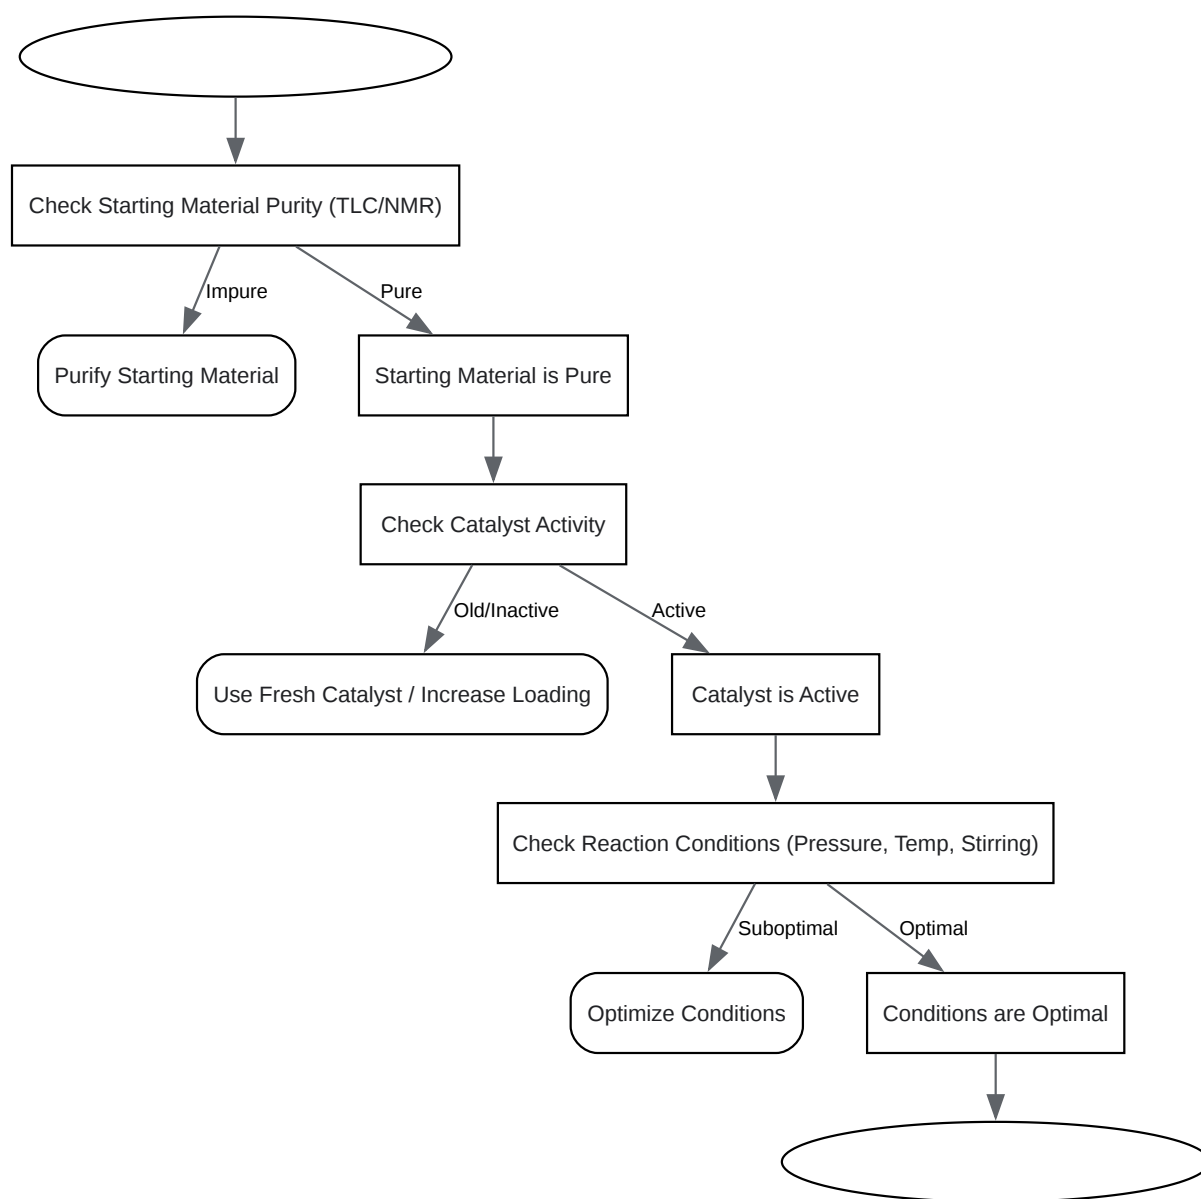 Check Starting Material Purity (TLC/NMR)
Impure
Pure
Purify Starting Material
Starting Material is Pure
Check Catalyst Activity
Old/Inactive
Active
Use Fresh Catalyst / Increase Loading
Catalyst is Active
Check Reaction Conditions (Pressure, Temp, Stirring)
Suboptimal
Optimal
Optimize Conditions
Conditions are Optimal